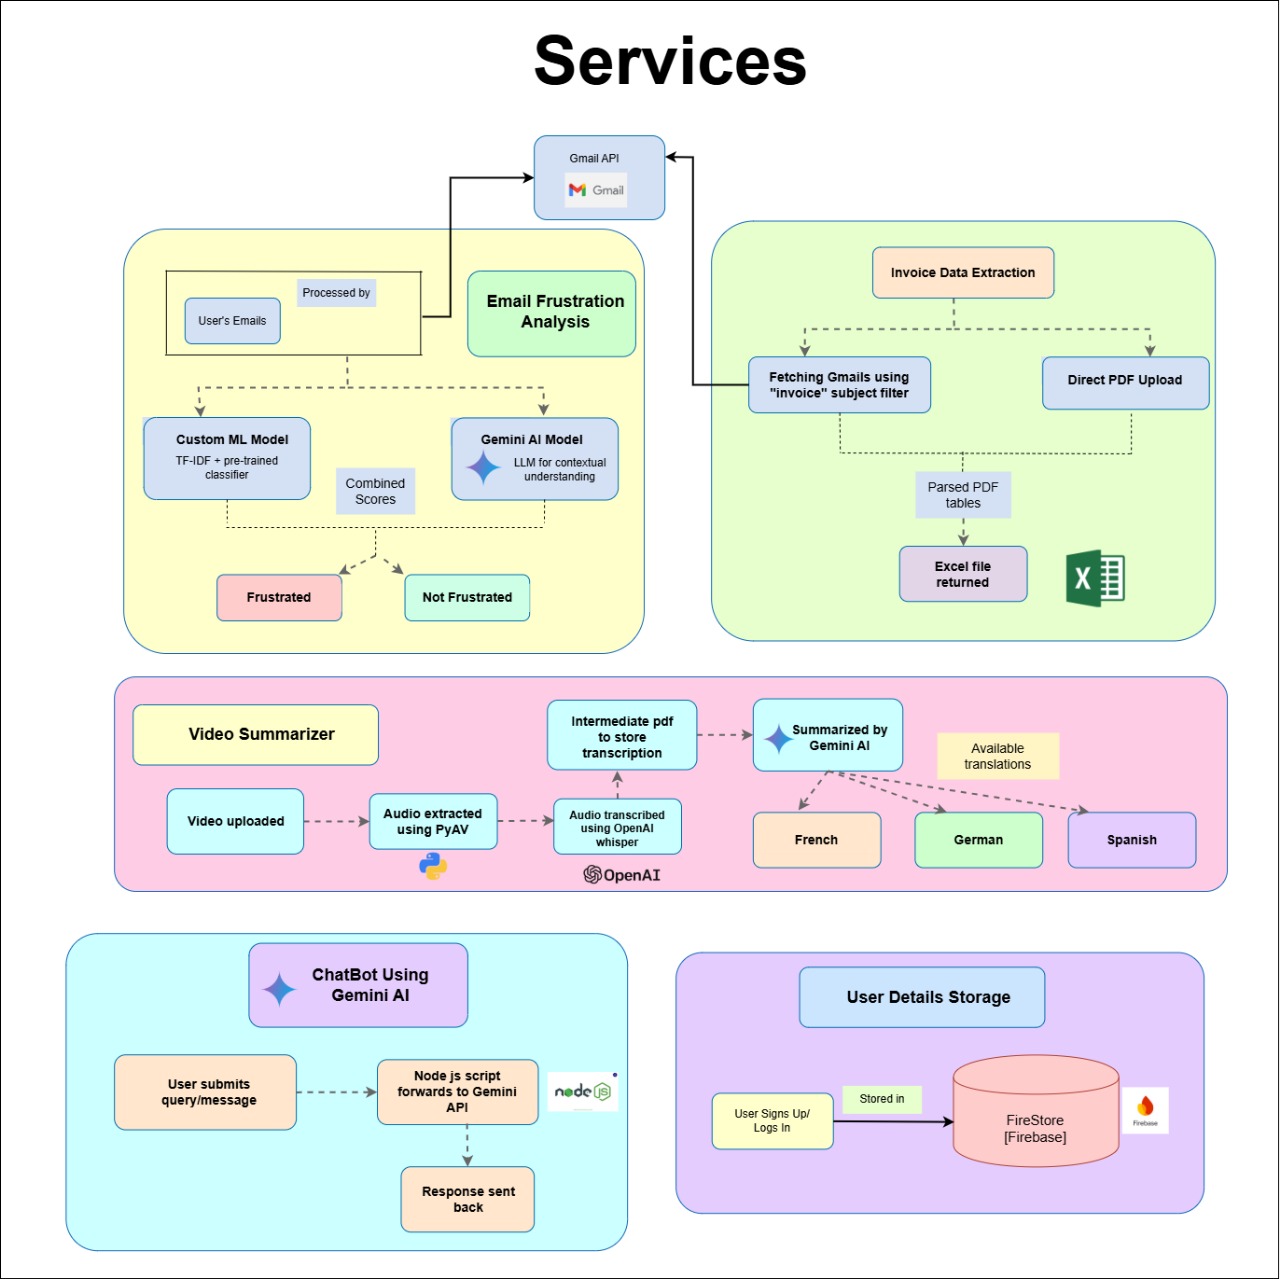 Services
Gmail API
Gmail
Processed by
User's Emails
Email Frustration
Analysis
Custom ML Model
TF-IDF + pre-trained
classifier
Gemini AI Model
LLM for contextual
understanding
Combined
Scores
Frustrated
Not Frustrated
Invoice Data Extraction
Fetching Gmails using
"invoice" subject filter
Direct PDF Upload
Parsed PDF
tables
Excel file
returned
X
Video Summarizer
Video uploaded
Audio extracted
using PyAV
Audio transcribed
using OpenAI
whisper
OpenAI
Intermediate pdf
to store
transcription
Summarized by
Gemini AI
Available
translations
French
German
Spanish
ChatBot Using
Gemini AI
User submits
query/message
Node js script
forwards to Gemini
API
node JS
Response sent
back
User Details Storage
User Signs Up/
Logs In
Stored in
FireStore
[Firebase]
Firebase